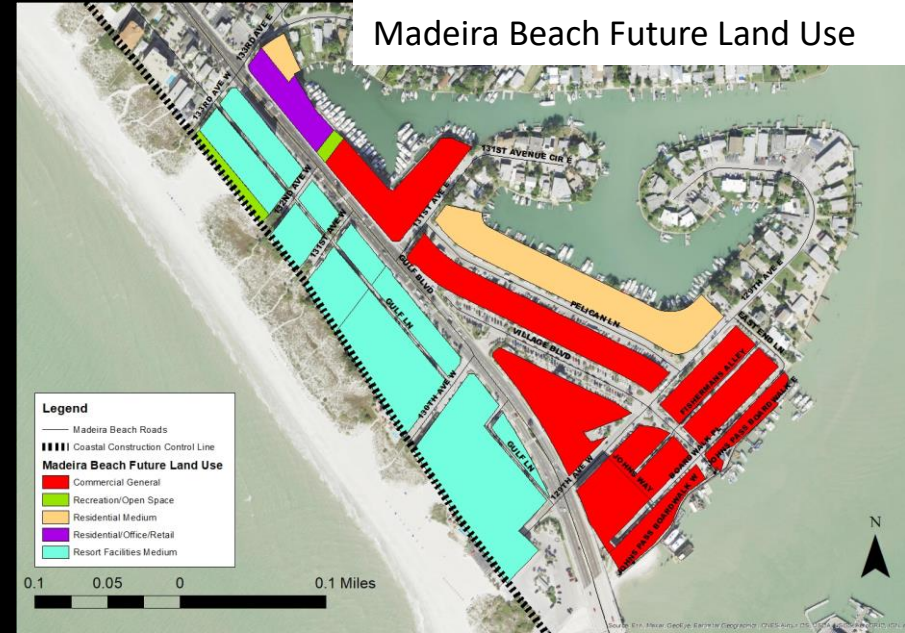 Madeira Beach Future Land Use
133RD AVE E
133RD AVE W
131ST AVENUE CIR E
132ND AVE W
131ST AVE E
131ST AVE W
GULF BLVD
PELICAN LN
129TH AVE E
GULF LN
VILLAGE BLVD
EAST END LN
FISHERMANS ALLEY
130TH AVE W
BOARDWALK PL
JOHNS PASS BOARDWALK E
GULF LN
JOHNS WAY
129TH AVE W
JOHNS PASS BOARDWALK W
Legend
Madeira Beach Roads
Coastal Construction Control Line
Madeira Beach Future Land Use
Commercial General
Recreation/Open Space
Residential Medium
Residential/Office/Retail
Resort Facilities Medium
N
0.1 0.05 0 0.1 Miles